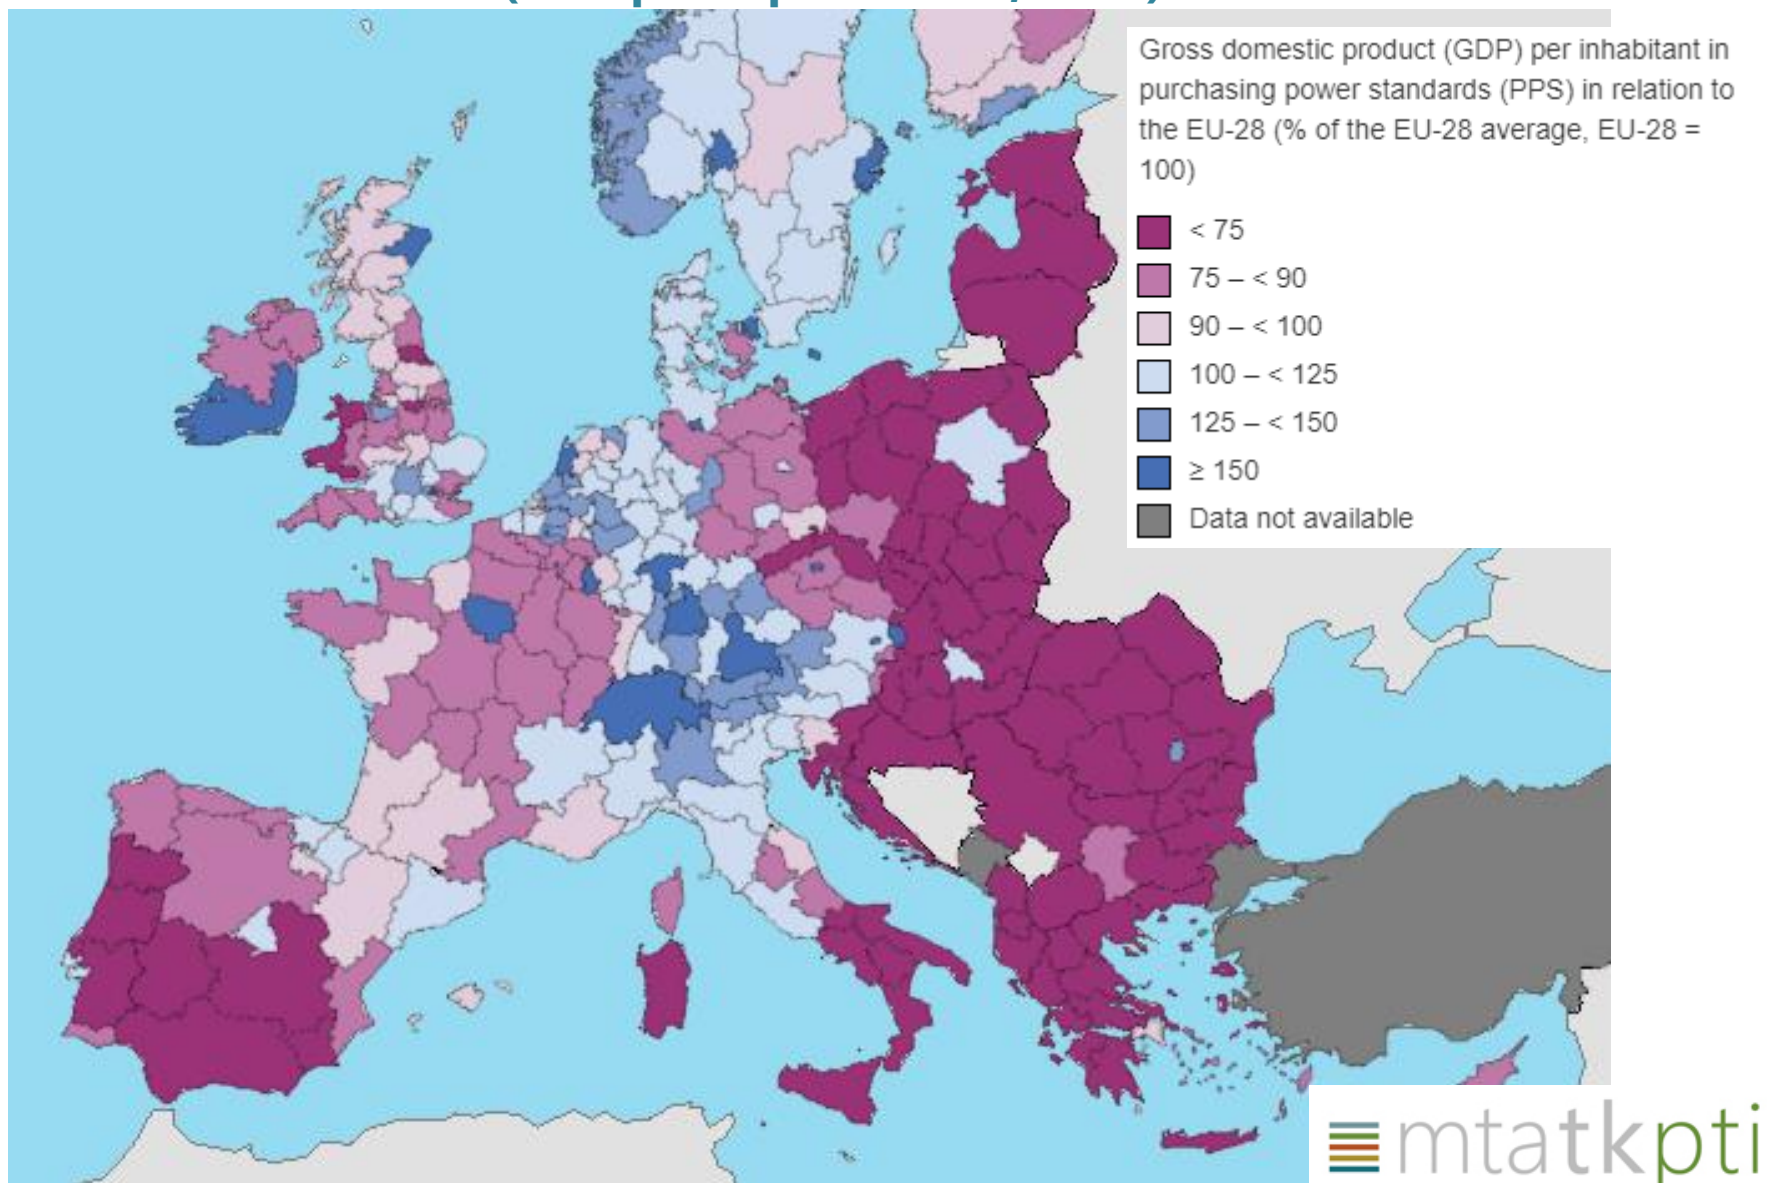 Gross domestic product (GDP) per inhabitant in
purchasing power standards (PPS) in relation to
the EU-28 (% of the EU-28 average, EU-28 =
100)
< 75
75 – < 90
90 – < 100
100 – < 125
125 – < 150
≥ 150
Data not available
mtatkpti